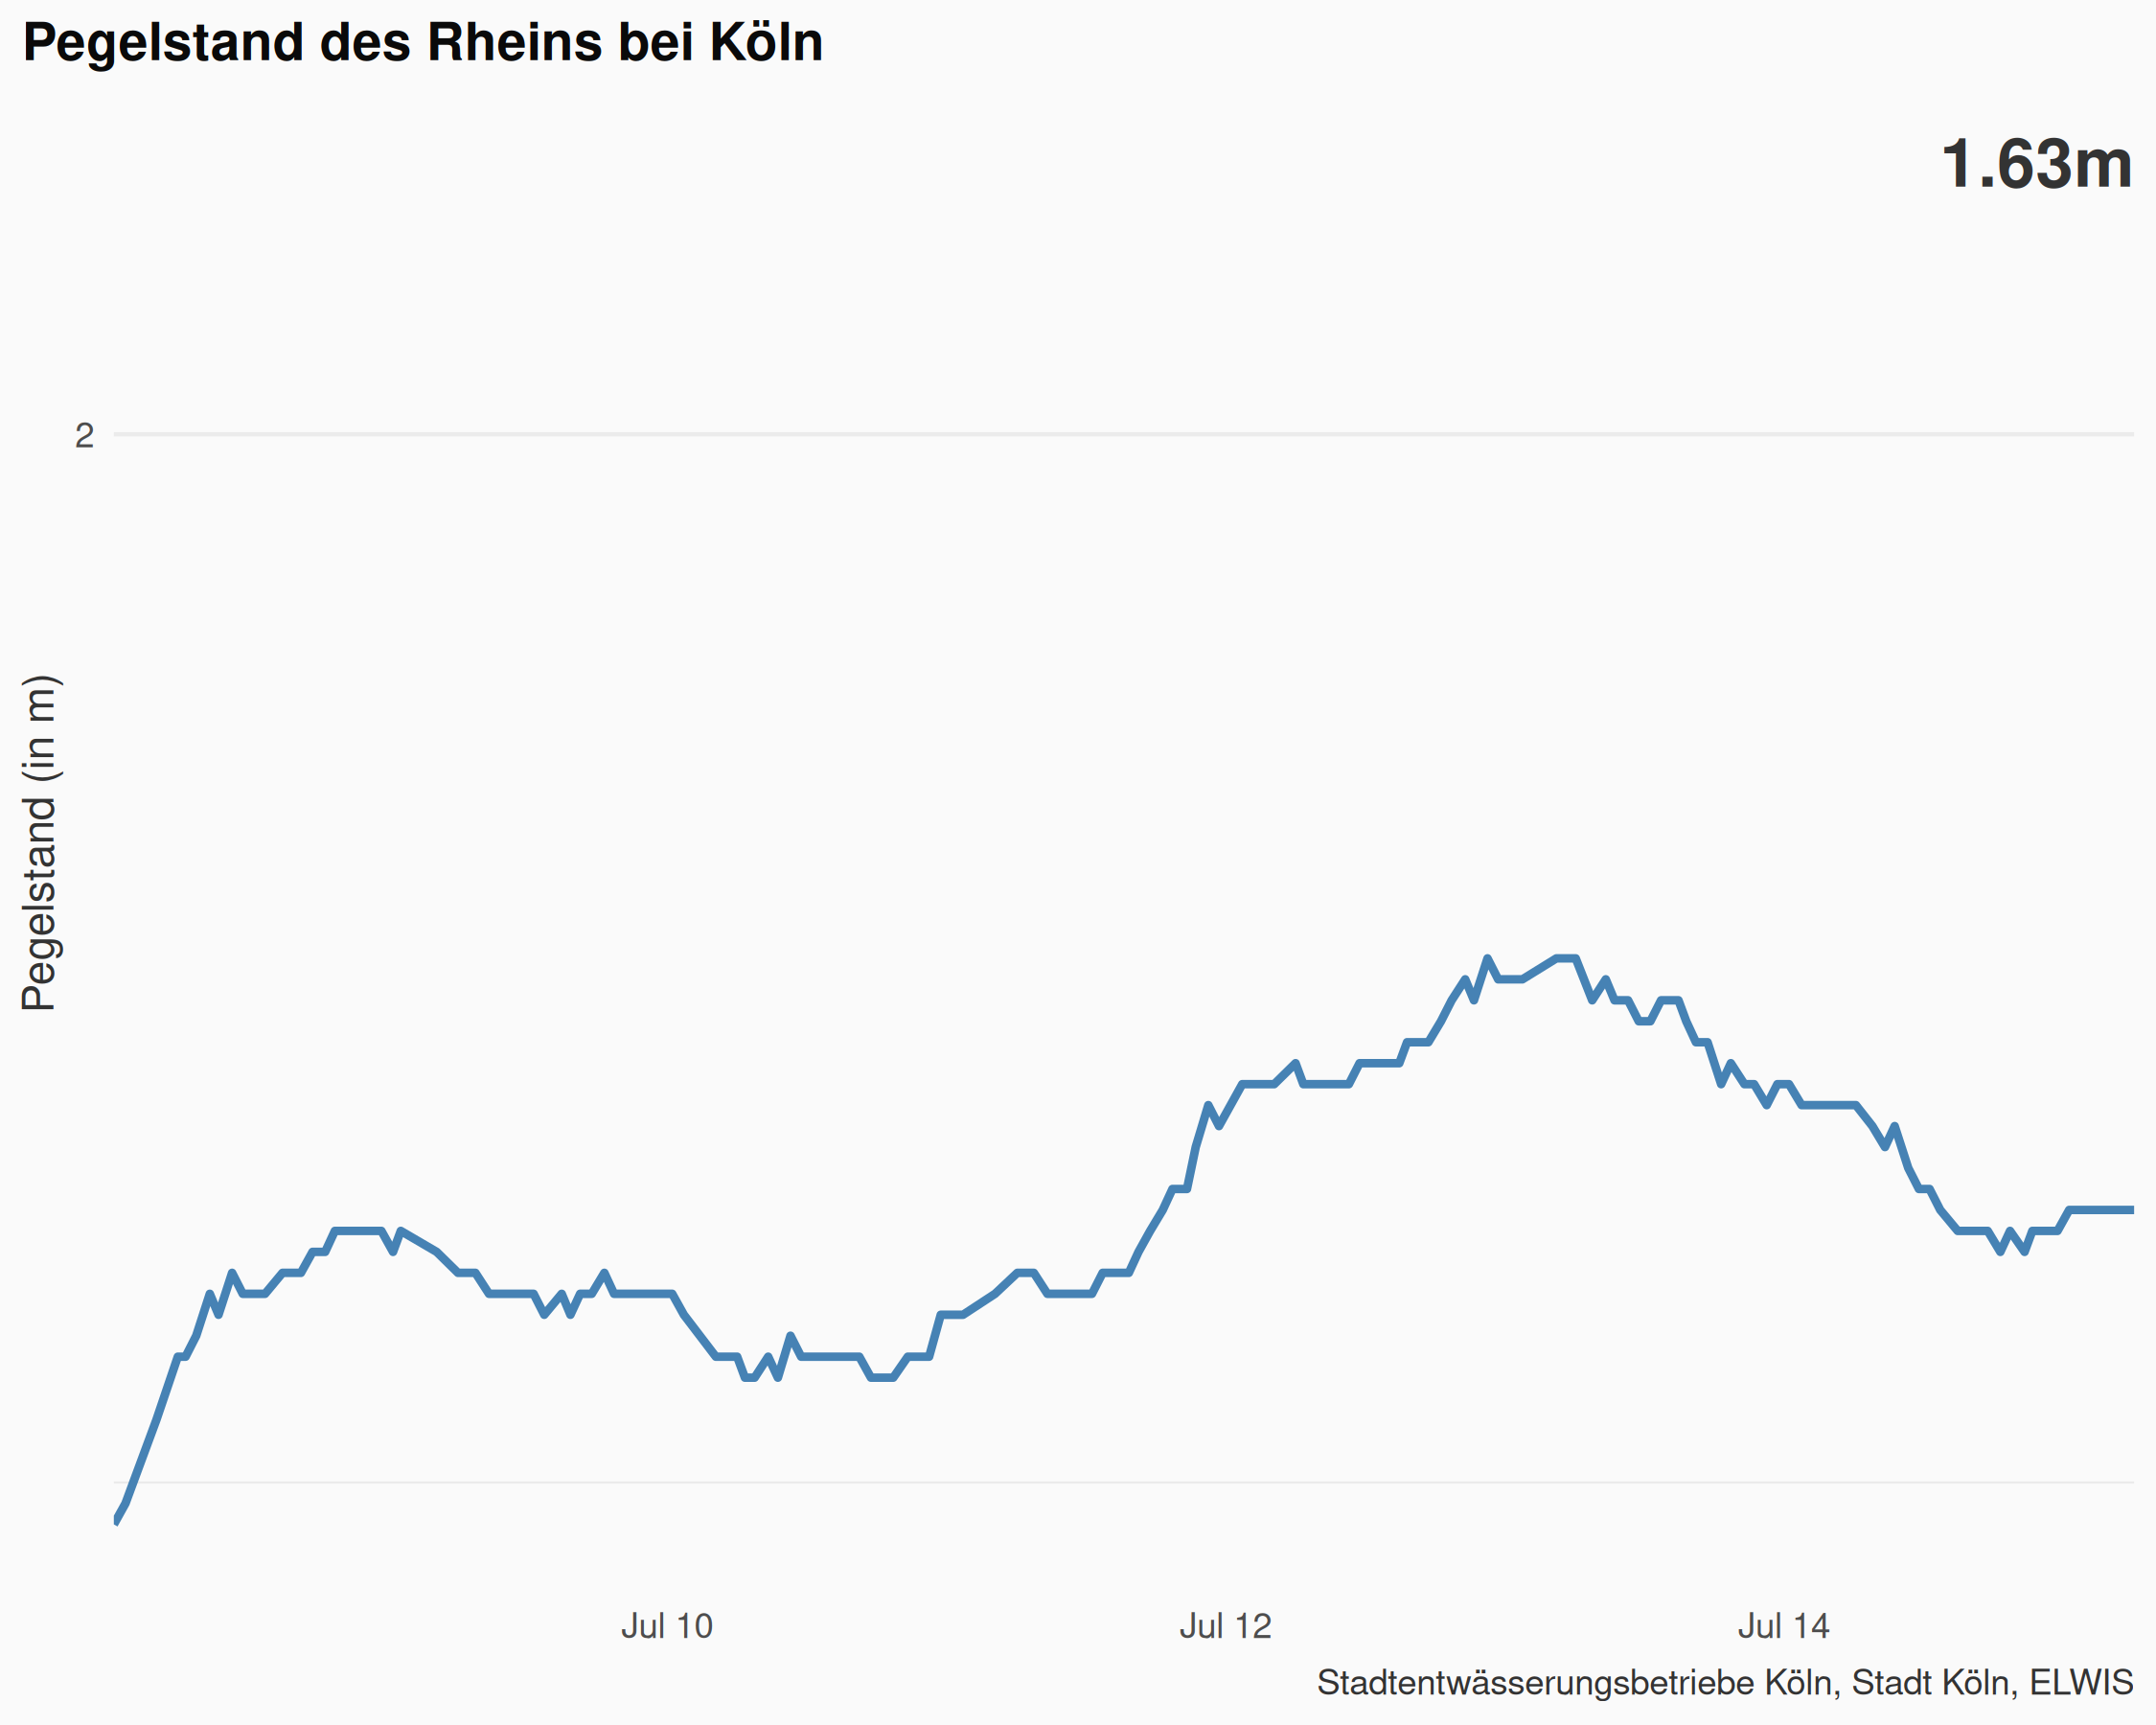 Pegelstand des Rheins bei Köln
1.63m
2
Pegelstand (in m)
Jul 10
Jul 12
Jul 14
Stadtentwässerungsbetriebe Köln, Stadt Köln, ELWIS